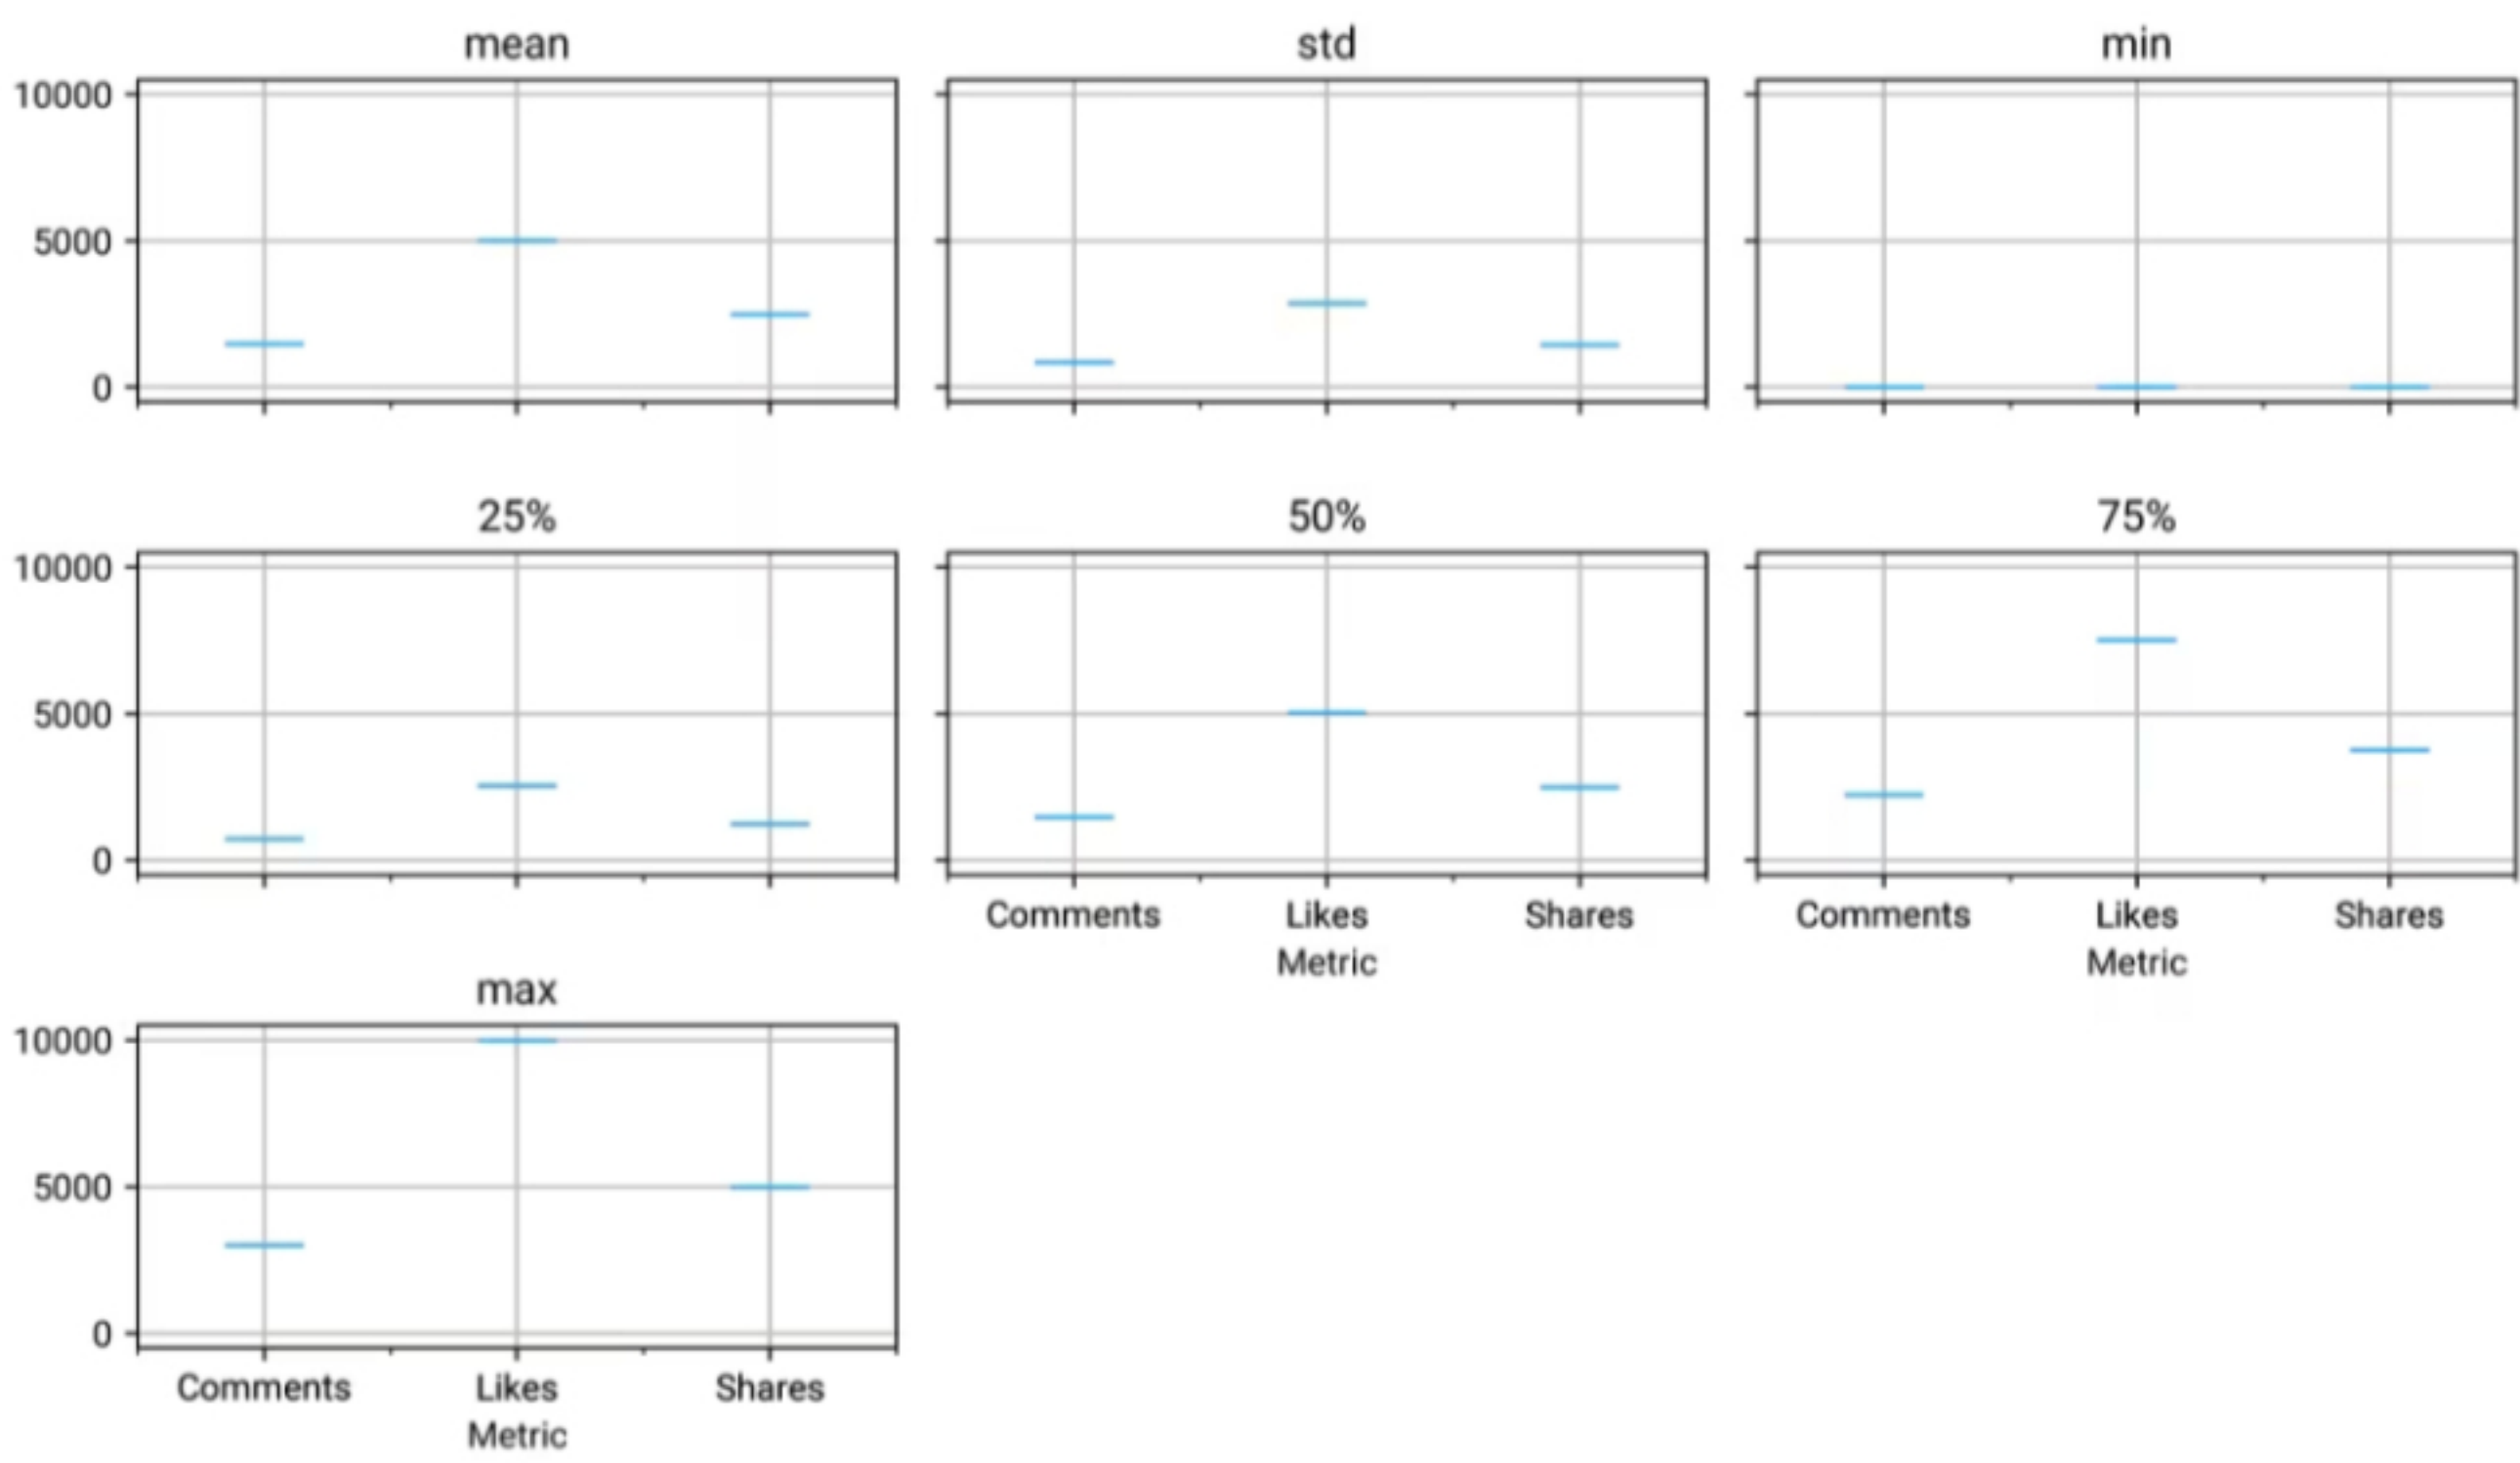 mean
std
min
10000
5000
0
25%
50%
75%
10000
5000
0
Comments Likes Shares
Metric
Comments Likes Shares
Metric
max
10000
5000
0
Comments Likes Shares
Metric